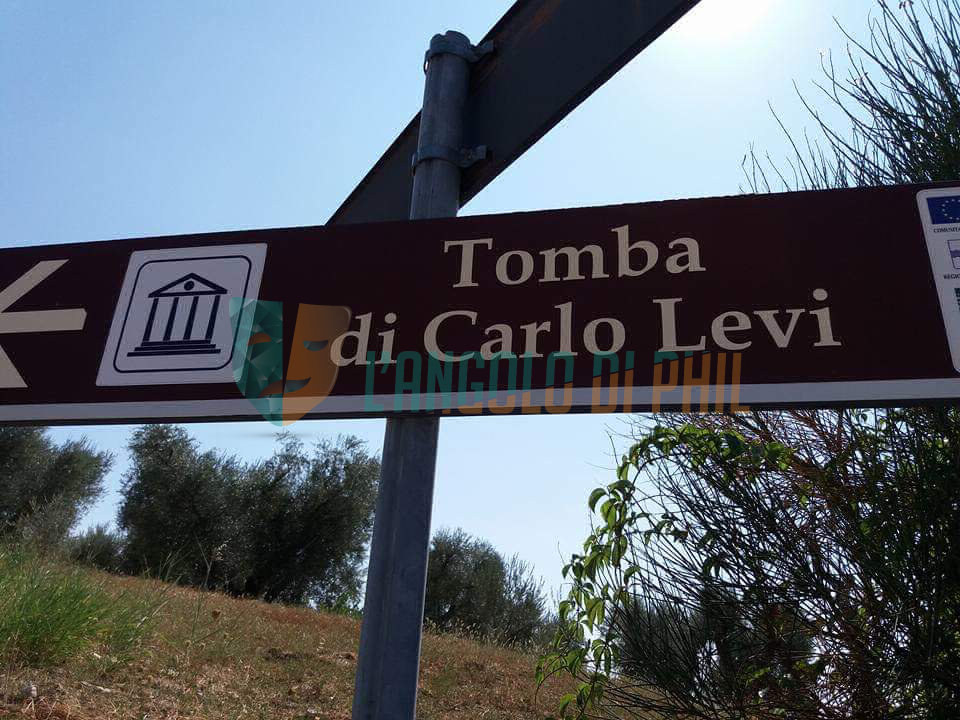 Tomba
di Carlo Levi
L'ANGOLO DI PHIL